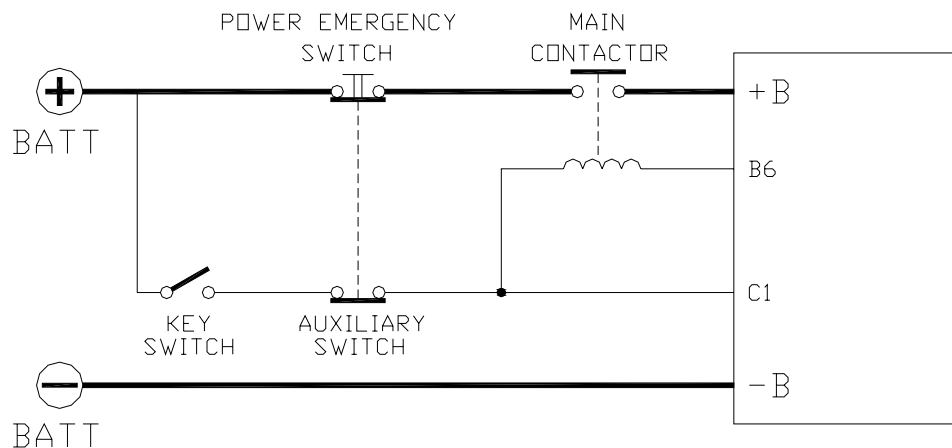 POWER EMERGENCY
SWITCH
MAIN
CONTACTOR
+
BATT
+B
B6
C1
KEY
SWITCH
AUXILIARY
SWITCH
-
BATT
-B